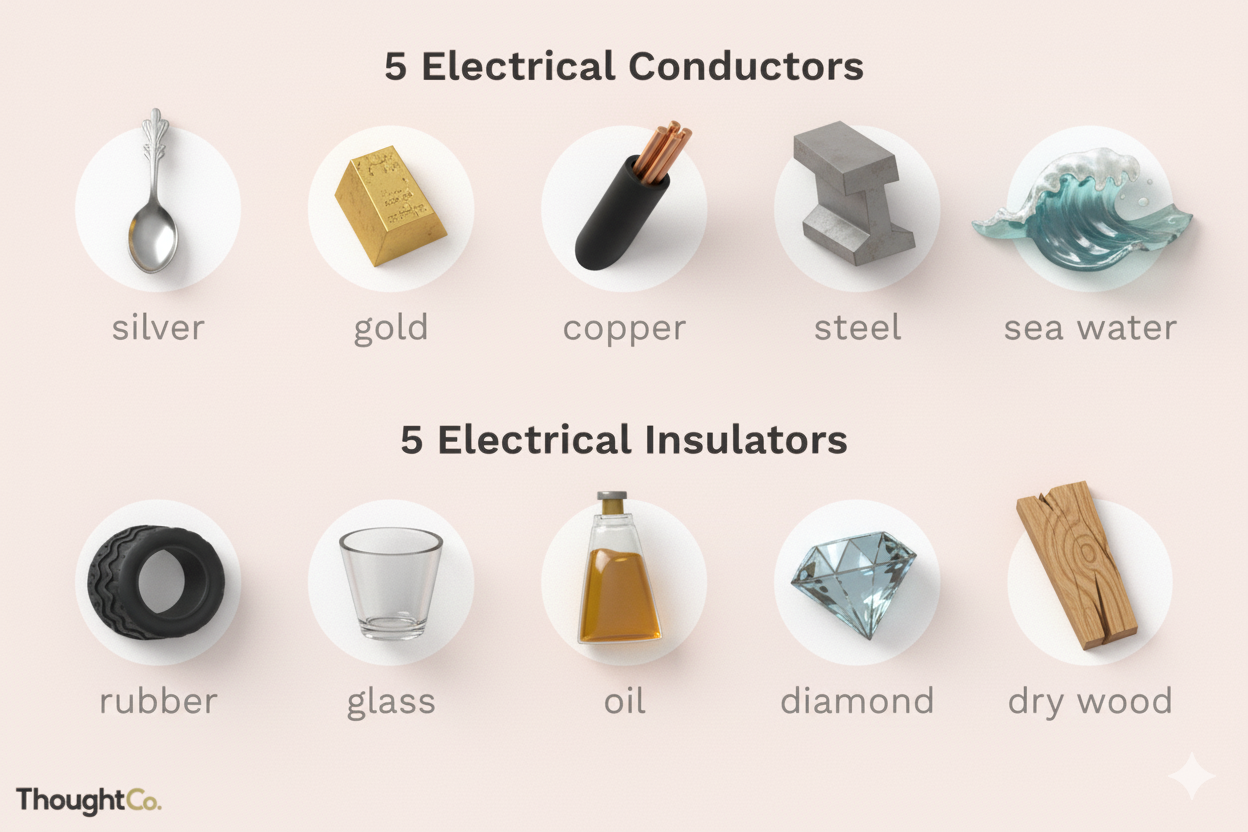 5 Electrical Conductors
silver
gold
copper
steel
sea water
5 Electrical Insulators
rubber
glass
oil
diamond
dry wood
ThoughtCo.